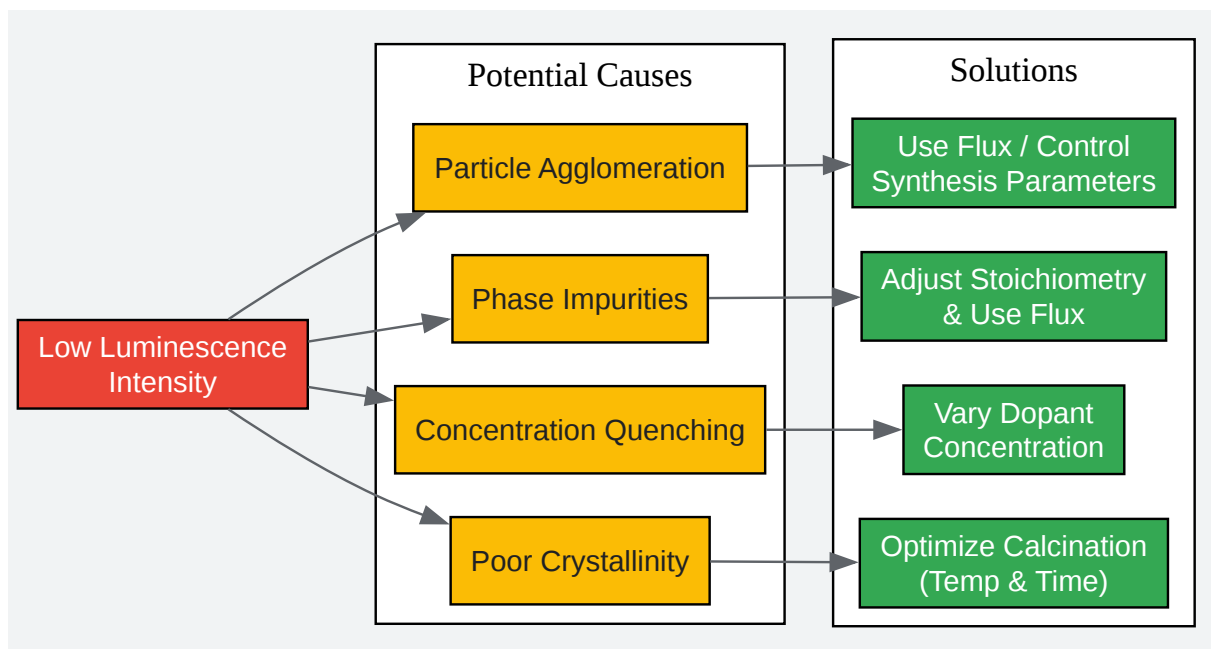 Low Luminescence
Intensity
Potential Causes
Particle Agglomeration
Phase Impurities
Concentration Quenching
Poor Crystallinity
Solutions
Use Flux / Control
Synthesis Parameters
Adjust Stoichiometry
& Use Flux
Vary Dopant
Concentration
Optimize Calcination
(Temp & Time)